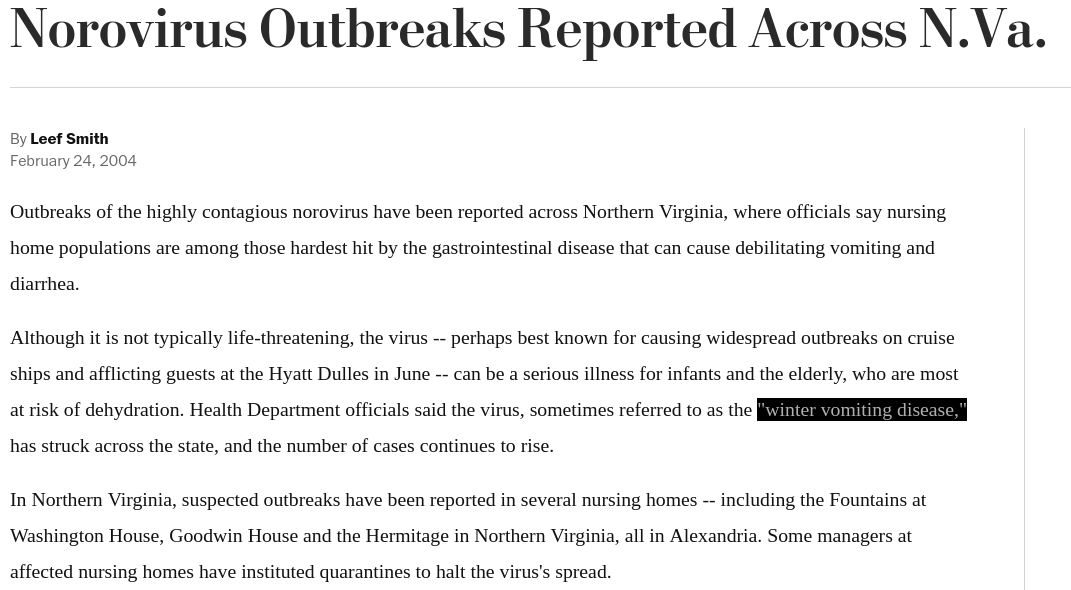 Norovirus Outbreaks Reported Across N.Va.
By Leef Smith
February 24, 2004
Outbreaks of the highly contagious norovirus have been reported across Northern Virginia, where officials say nursing
home populations are among those hardest hit by the gastrointestinal disease that can cause debilitating vomiting and
diarrhea.
Although it is not typically life-threatening, the virus -- perhaps best known for causing widespread outbreaks on cruise
ships and afflicting guests at the Hyatt Dulles in June -- can be a serious illness for infants and the elderly, who are most
at risk of dehydration. Health Department officials said the virus, sometimes referred to as the "winter vomiting disease,"
has struck across the state, and the number of cases continues to rise.
In Northern Virginia, suspected outbreaks have been reported in several nursing homes -- including the Fountains at
Washington House, Goodwin House and the Hermitage in Northern Virginia, all in Alexandria. Some managers at
affected nursing homes have instituted quarantines to halt the virus's spread.